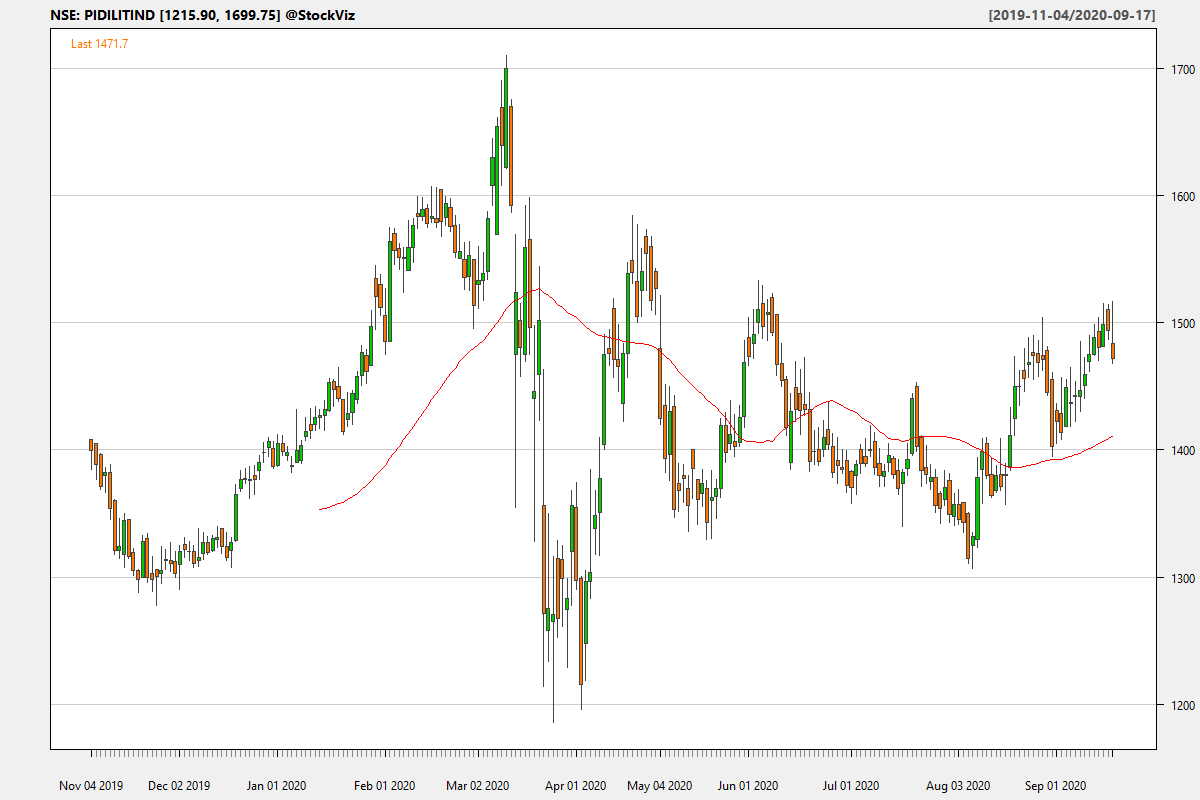 NSE: PIDILITIND [1215.90, 1699.75] @StockViz [2019-11-04/2020-09-17]
Last 1471.7
1700
1600
1500
1400
1300
1200
Nov 04 2019 Dec 02 2019 Jan 01 2020 Feb 01 2020 Mar 02 2020 Apr 01 2020 May 04 2020 Jun 01 2020 Jul 01 2020 Aug 03 2020 Sep 01 2020